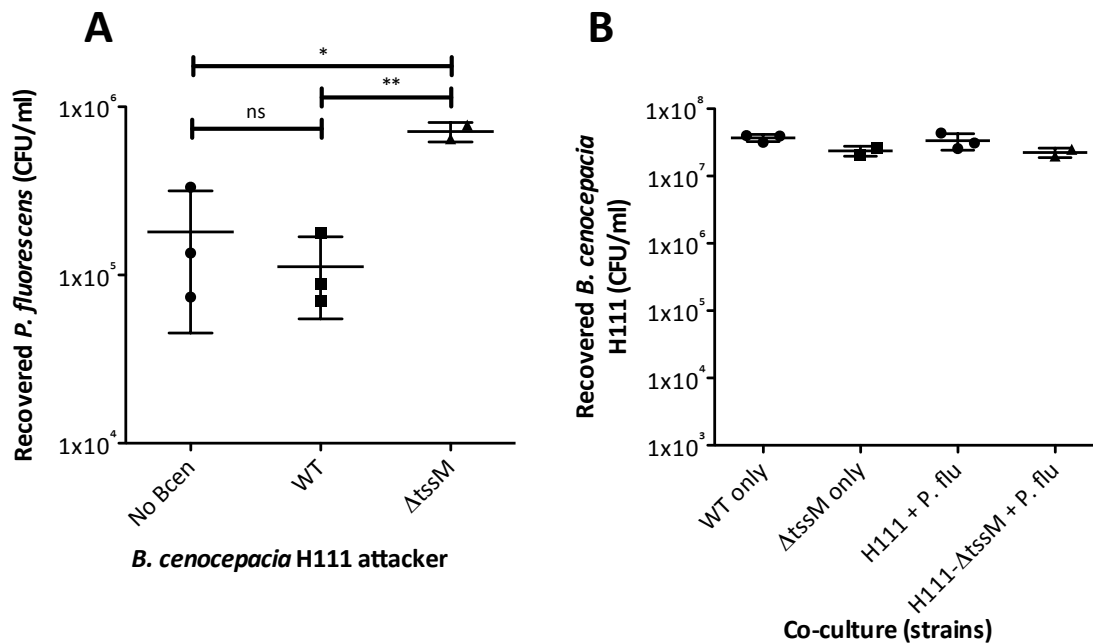 A
Recovered P. fluorescens (CFU/ml)
*
**
ns
1x10⁶
1x10⁵
1x10⁴
No Bcen
WT
ΔtssM
B. cenocepacia H111 attacker
B
Recovered B. cenocepacia
H111 (CFU/ml)
1x10⁸
1x10⁷
1x10⁶
1x10⁵
1x10⁴
1x10³
WT only
ΔtssM only
H111 + P. flu
H111-ΔtssM + P. flu
Co-culture (strains)